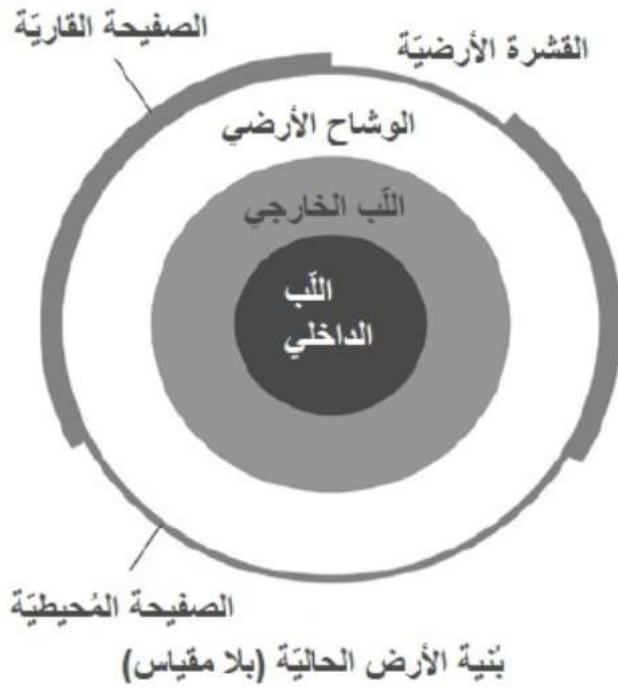 الصفيحة القاريّة
القشرة الأرضيّة
الوشاح الأرضي
اللّب الخارجي
اللّب
الداخلي
الصفيحة المُحيطيّة
بُنية الأرض الحاليّة (بلا مقياس)